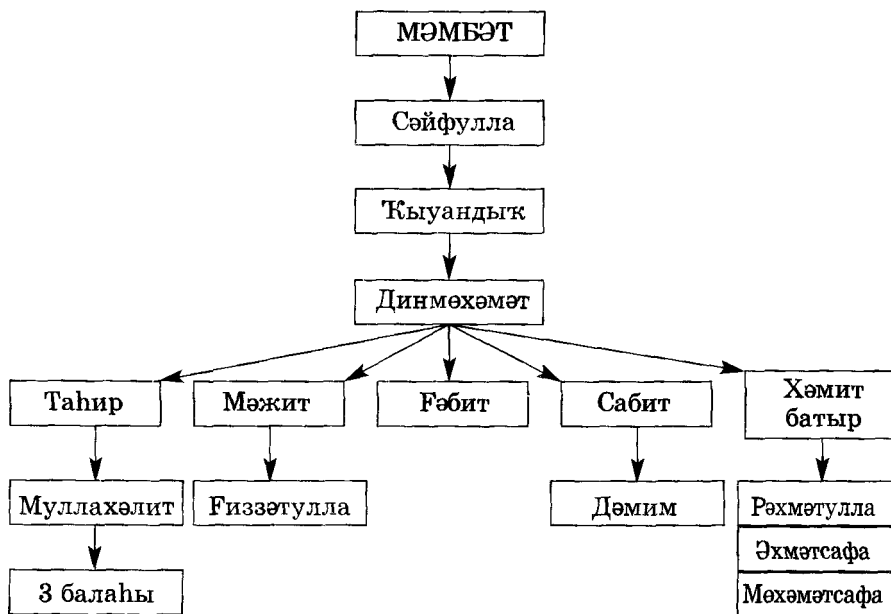 МӘМБӘТ
Сәйфулла
Ҡыуандыҡ
Динмөхәмәт
Таһир
Мәжит
Ғәбит
Сабит
Хәмит
батыр
Муллахәлит
Ғиззәтулла
Дәмим
Рәхмәтулла
Әхмәтсафа
Мөхәмәтсафа
3 балаһы